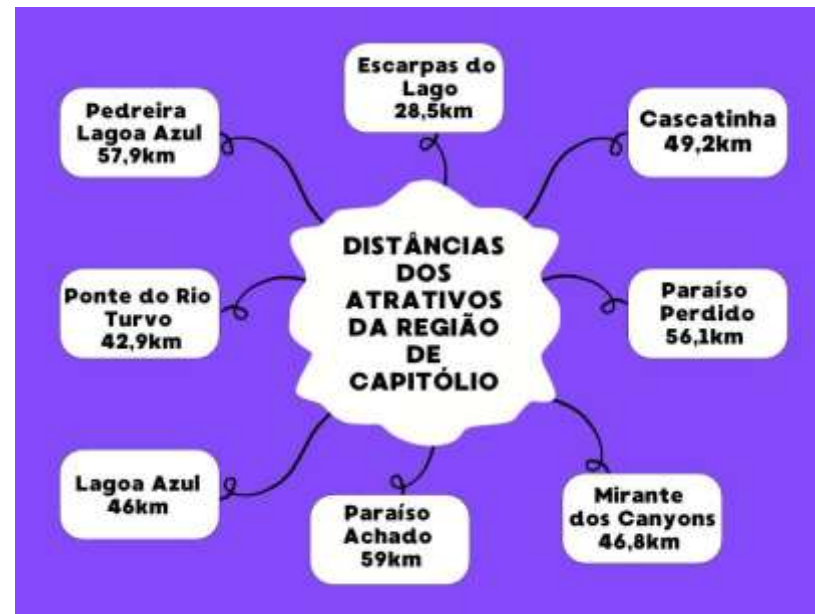 Escarpas do
Lago
28,5km
Pedreira
Lagoa Azul
57,9km
Cascatinha
49,2km
DISTÂNCIAS
DOS
ATRATIVOS
DA REGIÃO
DE
CAPITÓLIO
Ponte do Rio
Turvo
42,9km
Paraíso
Perdido
56,1km
Lagoa Azul
46km
Paraíso
Achado
59km
Mirante
dos Canyons
46,8km